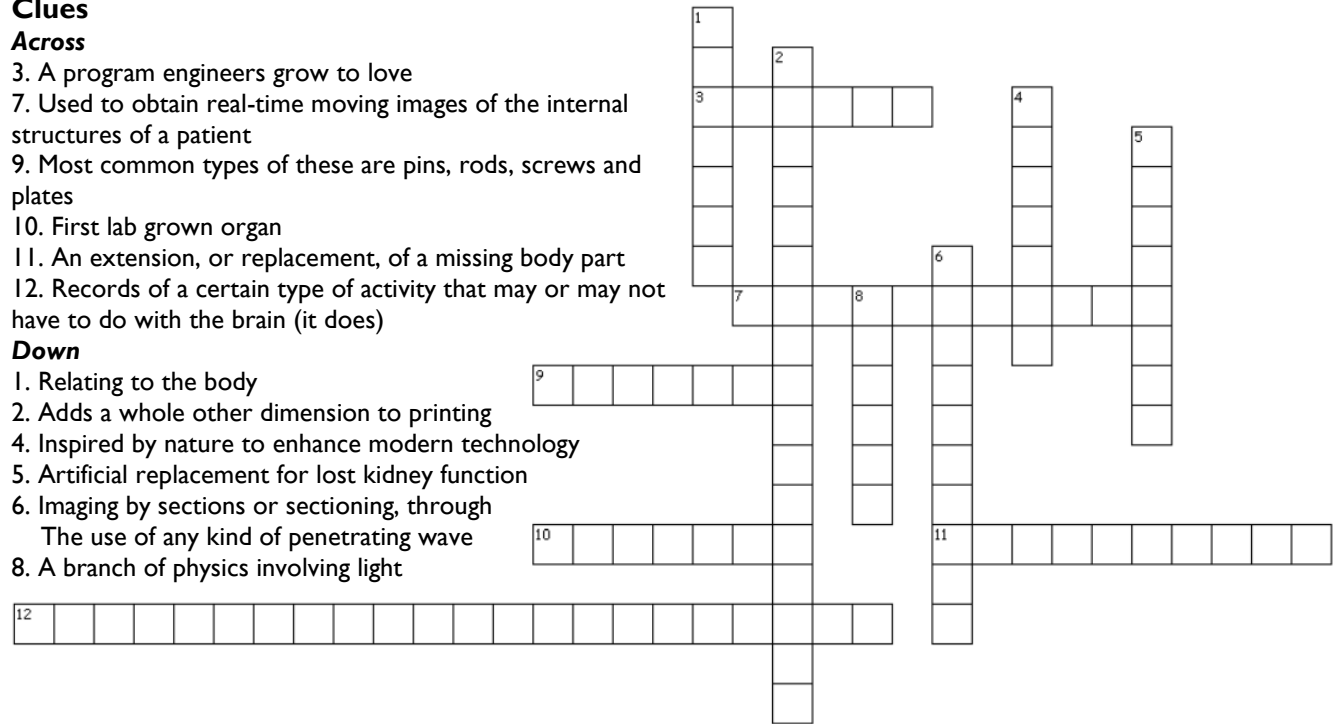 Clues
Across
3. A program engineers grow to love
7. Used to obtain real-time moving images of the internal
structures of a patient
9. Most common types of these are pins, rods, screws and
plates
10. First lab grown organ
11. An extension, or replacement, of a missing body part
12. Records of a certain type of activity that may or may not
have to do with the brain (it does)
Down
1. Relating to the body
2. Adds a whole other dimension to printing
4. Inspired by nature to enhance modern technology
5. Artificial replacement for lost kidney function
6. Imaging by sections or sectioning, through
The use of any kind of penetrating wave
8. A branch of physics involving light
1
2
3
4
5
6
7
8
9
10
11
12